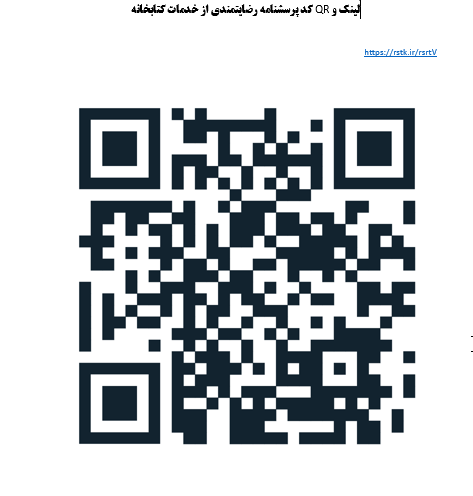 لینک و QR کد پرسشنامه رضایتمندی از خدمات کتابخانه
https://rstk.ir/rsrtV